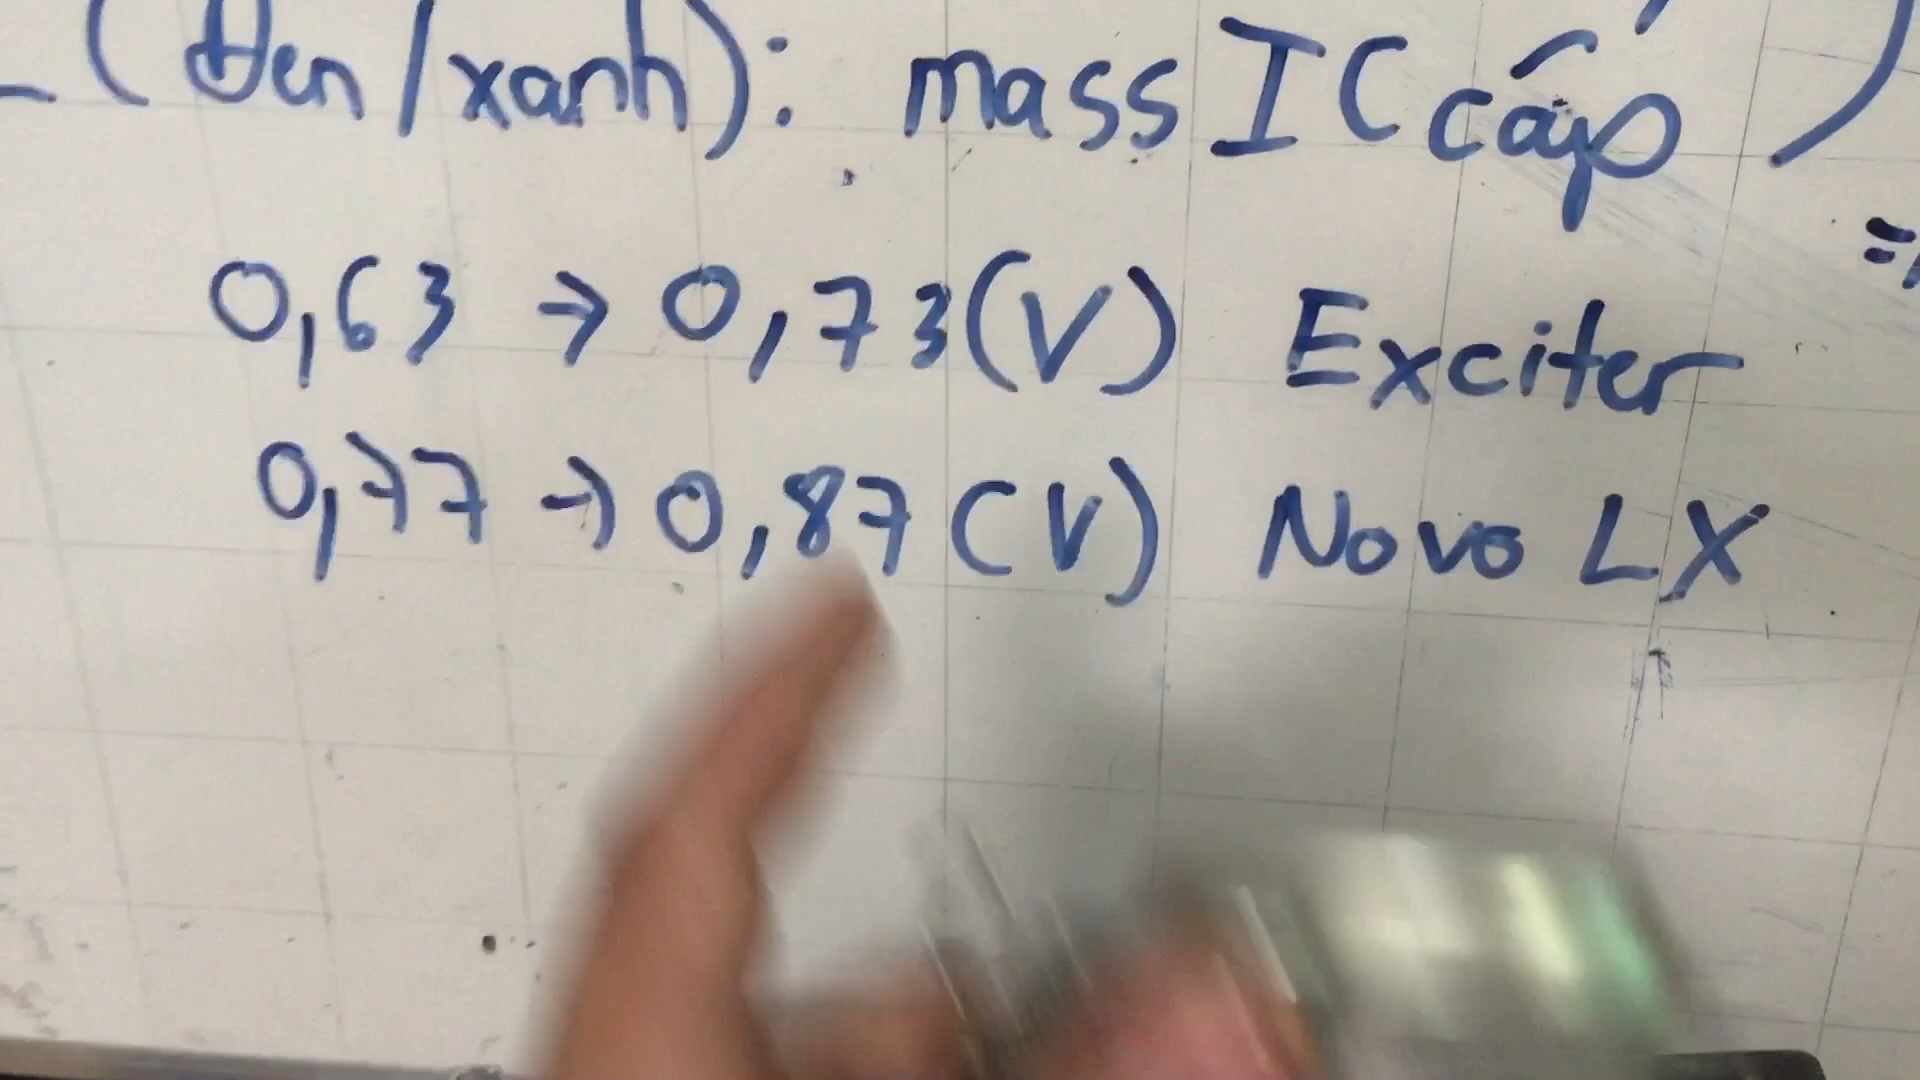 (đen/xanh): mass IC cấp)
0,63 → 0,73(V) Exciter
0,77 → 0,87(V) Novo LX